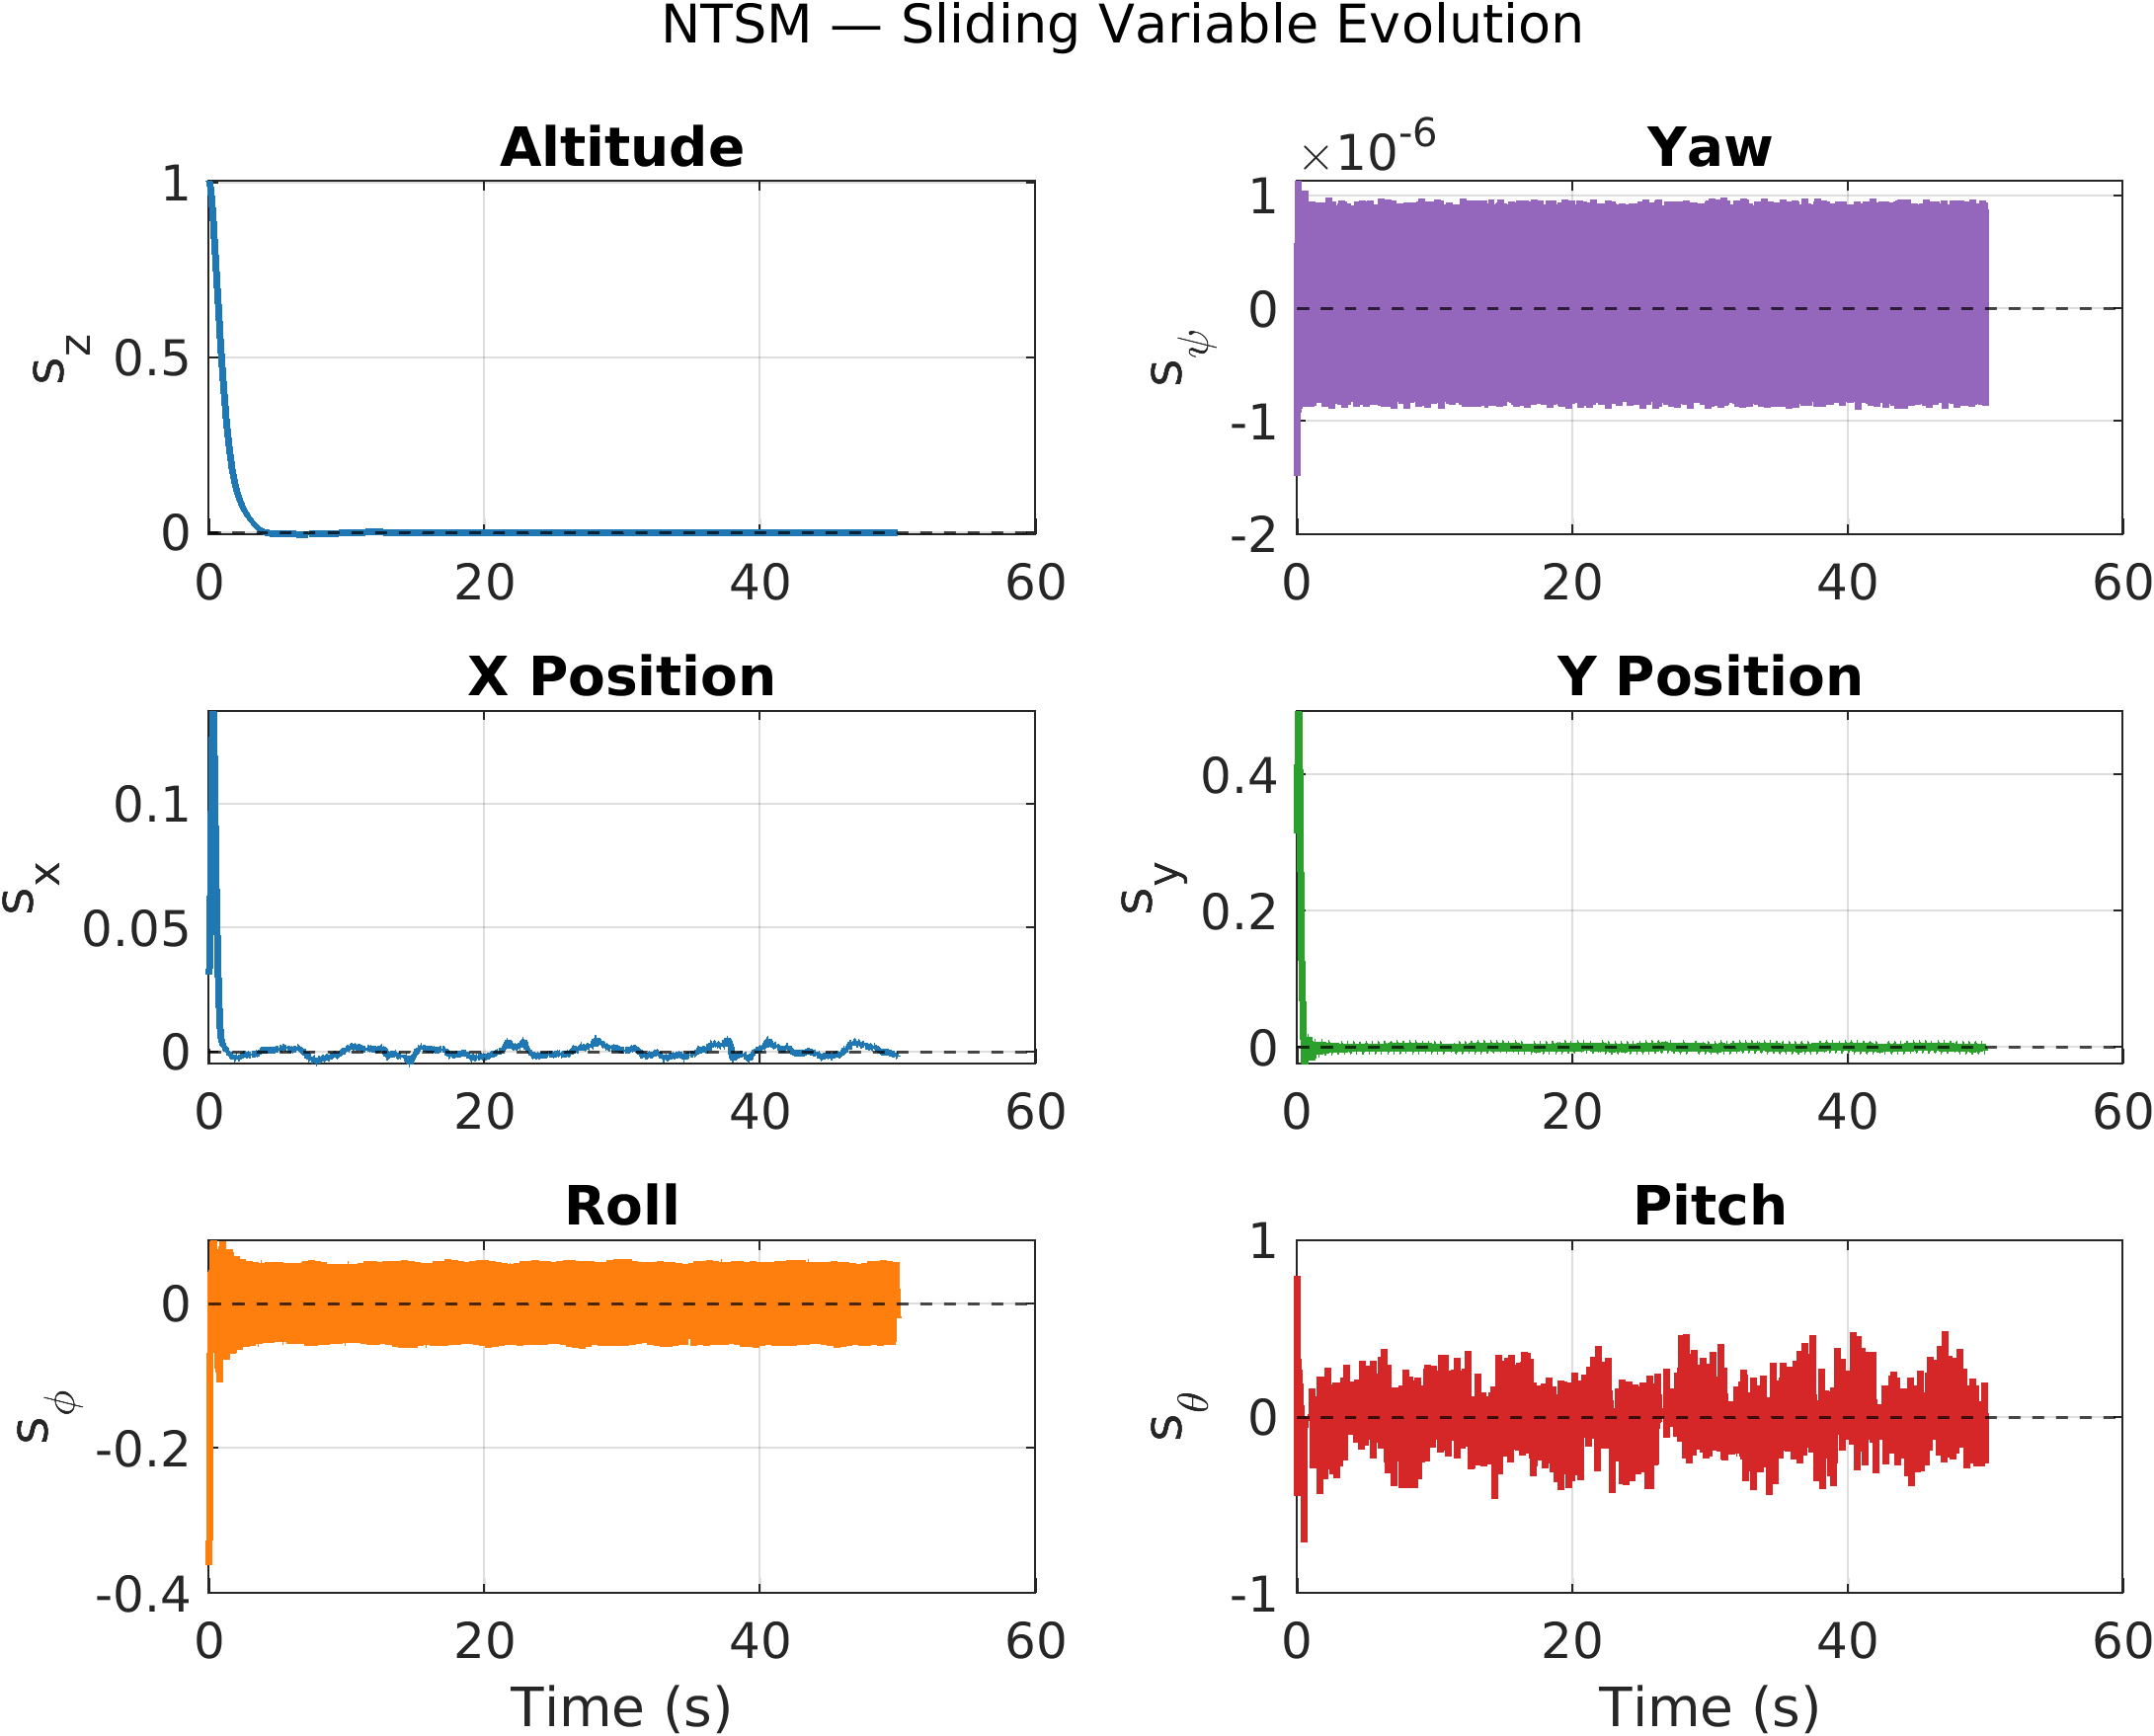 NTSM — Sliding Variable Evolution
Altitude
1
0.5
0
s_z
0 20 40 60
×10^-6
Yaw
1
0
-1
-2
s_ψ
0 20 40 60
X Position
0.1
0.05
0
s_x
0 20 40 60
Y Position
0.4
0.2
0
s_y
0 20 40 60
Roll
0
-0.2
-0.4
s_ϕ
0 20 40 60
Time (s)
Pitch
1
0
-1
s_θ
0 20 40 60
Time (s)